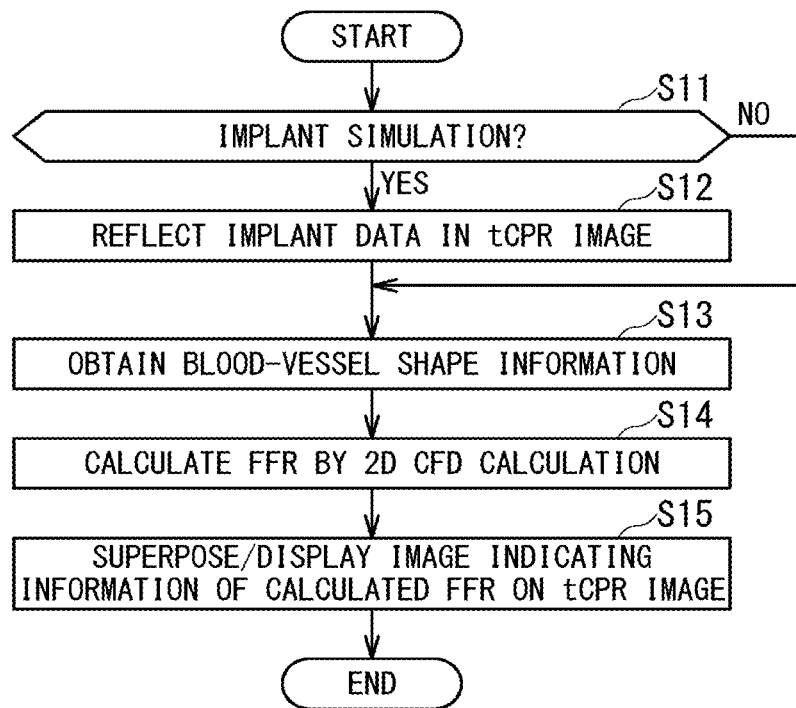 START
S11
IMPLANT SIMULATION?
NO
YES
S12
REFLECT IMPLANT DATA IN tCPR IMAGE
S13
OBTAIN BLOOD-VESSEL SHAPE INFORMATION
S14
CALCULATE FFR BY 2D CFD CALCULATION
S15
SUPERPOSE/DISPLAY IMAGE INDICATING
INFORMATION OF CALCULATED FFR ON tCPR IMAGE
END